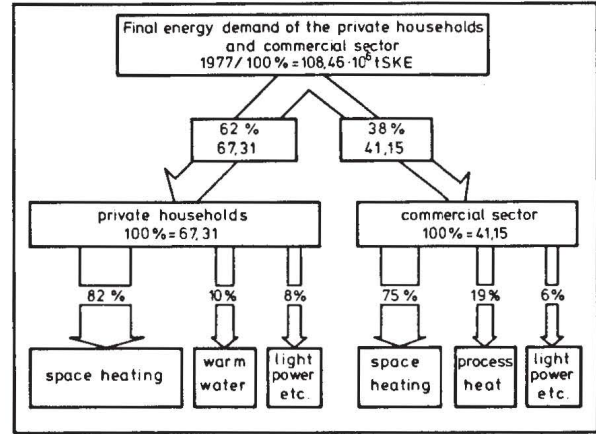 Final energy demand of the private households
and commercial sector
1977/100%=108,46·10⁶ tSKE
62 %
67,31
38%
41,15
private households
100%=67,31
commercial sector
100%=41,15
82 %
10%
8%
75 %
19%
6%
space heating
warm
water
light
power
etc.
space
heating
process
heat
light
power
etc.